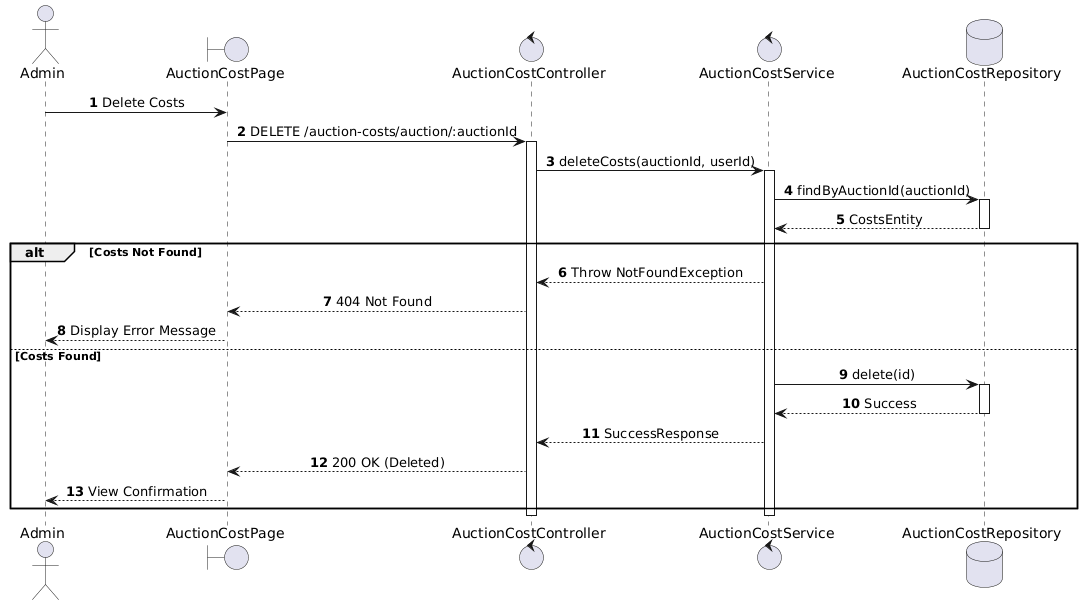 Admin
AuctionCostPage
AuctionCostController
AuctionCostService
AuctionCostRepository
1 Delete Costs
2 DELETE /auction-costs/auction/:auctionId
3 deleteCosts(auctionId, userId)
4 findByAuctionId(auctionId)
5 CostsEntity
alt [Costs Not Found]
6 Throw NotFoundException
7 404 Not Found
8 Display Error Message
[Costs Found]
9 delete(id)
10 Success
11 SuccessResponse
12 200 OK (Deleted)
13 View Confirmation
Admin
AuctionCostPage
AuctionCostController
AuctionCostService
AuctionCostRepository